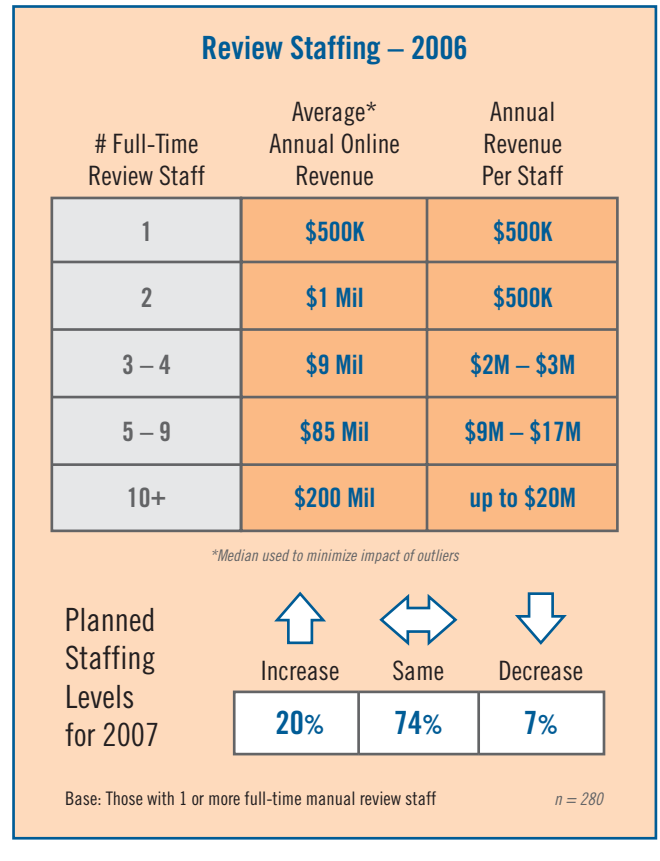 Review Staffing – 2006
# Full-Time
Review Staff
Average*
Annual Online
Revenue
Annual
Revenue
Per Staff
1 $500K $500K
2 $1 Mil $500K
3 – 4 $9 Mil $2M – $3M
5 – 9 $85 Mil $9M – $17M
10+ $200 Mil up to $20M
*Median used to minimize impact of outliers
Planned
Staffing
Levels
for 2007
Increase Same Decrease
20% 74% 7%
Base: Those with 1 or more full-time manual review staff n = 280